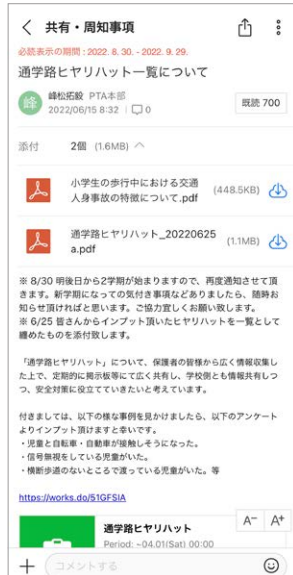 共有・周知事項
必読表示の期間 : 2022. 8. 30. - 2022. 9. 29.
通学路ヒヤリハット一覧について
峰
峰松拓毅 PTA本部
2022/06/15 8:32 | 0
既読 700
添付 2個 (1.6MB)
小学生の歩行中における交通
人身事故の特徴について.pdf
(448.5KB)
通学路ヒヤリハット_20220625
a.pdf
(1.1MB)
※ 8/30 明後日から2学期が始まりますので、再度通知させて頂
きます。新学期になっての気付き事項などありましたら、随時お
知らせ頂ければと思います。ご協力宜しくお願い致します。
※ 6/25 皆さんからインプット頂いたヒヤリハットを一覧として
纏めたものを添付致します。
「通学路ヒヤリハット」について、保護者の皆様から広く情報収集し
た上で、定期的に掲示板等にて広く共有し、学校側とも情報共有しつ
つ、安全対策に役立てていきたいと考えています。
付きましては、以下の様な事例を見かけましたら、以下のアンケート
よりインプット頂けますと幸いです。
・児童と自転車・自動車が接触しそうになった。
・信号無視をしている児童がいた。
・横断歩道のないところで渡っている児童がいた。等
https://works.do/51GFSIA
通学路ヒヤリハット
Period: ~04.01(Sat) 00:00
A- A+
コメントする